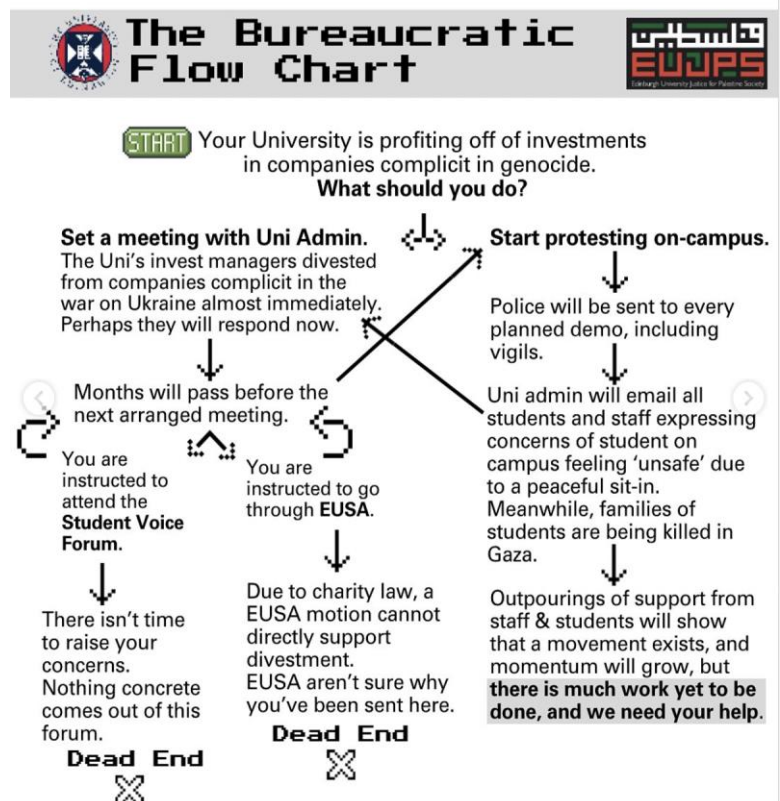 The Bureaucratic
Flow Chart
فلسطين
EUJPS
Edinburgh University Justice for Palestine Society
START Your University is profiting off of investments
in companies complicit in genocide.
What should you do?
Set a meeting with Uni Admin.
The Uni's invest managers divested
from companies complicit in the
war on Ukraine almost immediately.
Perhaps they will respond now.
Months will pass before the
next arranged meeting.
You are
instructed to
attend the
Student Voice
Forum.
There isn't time
to raise your
concerns.
Nothing concrete
comes out of this
forum.
Dead End
You are
instructed to go
through EUSA.
Due to charity law, a
EUSA motion cannot
directly support
divestment.
EUSA aren't sure why
you've been sent here.
Dead End
Start protesting on-campus.
Police will be sent to every
planned demo, including
vigils.
Uni admin will email all
students and staff expressing
concerns of student on
campus feeling 'unsafe' due
to a peaceful sit-in.
Meanwhile, families of
students are being killed in
Gaza.
Outpourings of support from
staff & students will show
that a movement exists, and
momentum will grow, but
there is much work yet to be
done, and we need your help.